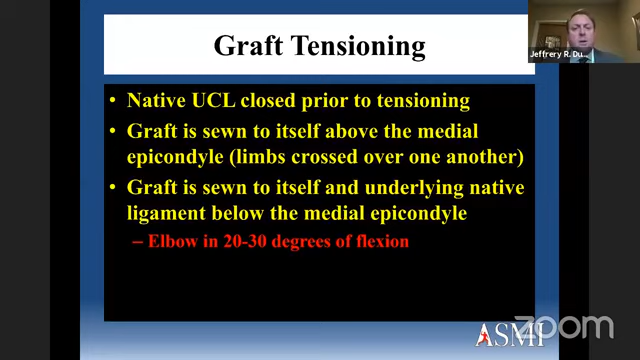 Graft Tensioning
Jeffrery R. Du...
• Native UCL closed prior to tensioning
• Graft is sewn to itself above the medial
epicondyle (limbs crossed over one another)
• Graft is sewn to itself and underlying native
ligament below the medial epicondyle
– Elbow in 20-30 degrees of flexion
ASMI
zoom